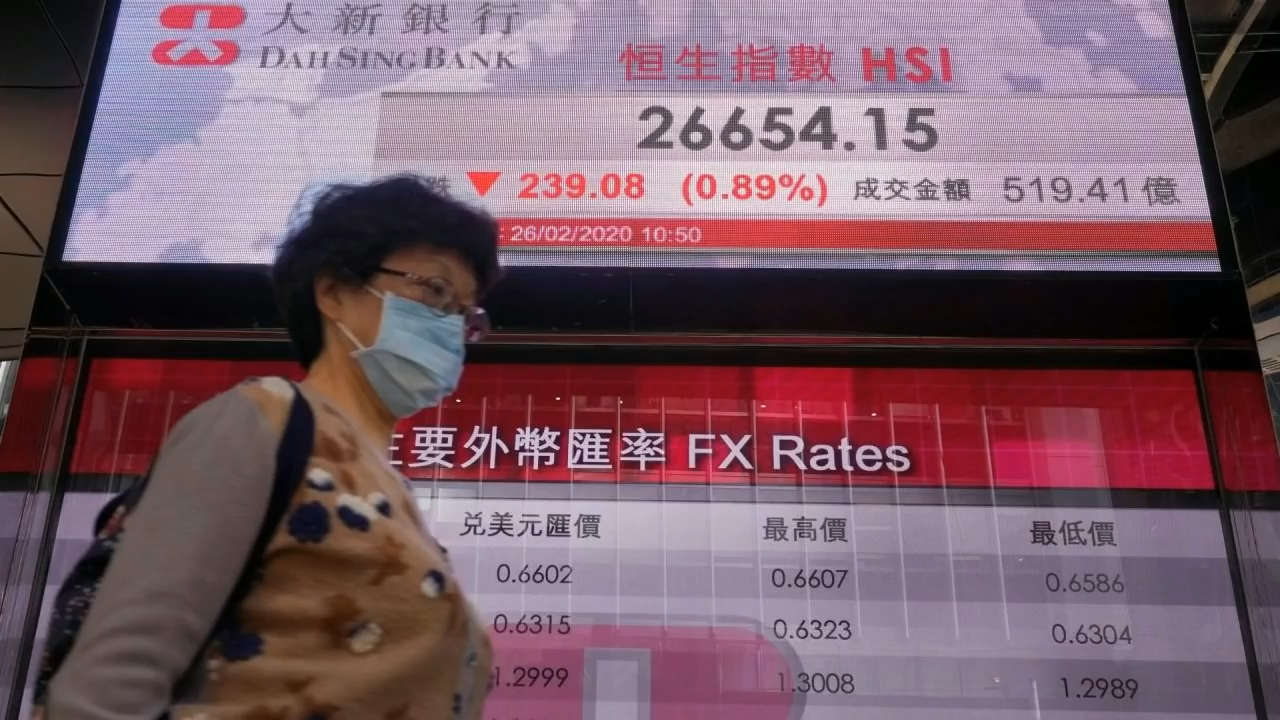 大新銀行
DAH SING BANK
恒生指數 HSI
26654.15
跌 ▼ 239.08 (0.89%) 成交金額 519.41 億
: 26/02/2020 10:50
主要外幣匯率 FX Rates
兌美元匯價 最高價 最低價
0.6602 0.6607 0.6586
0.6315 0.6323 0.6304
1.2999 1.3008 1.2989